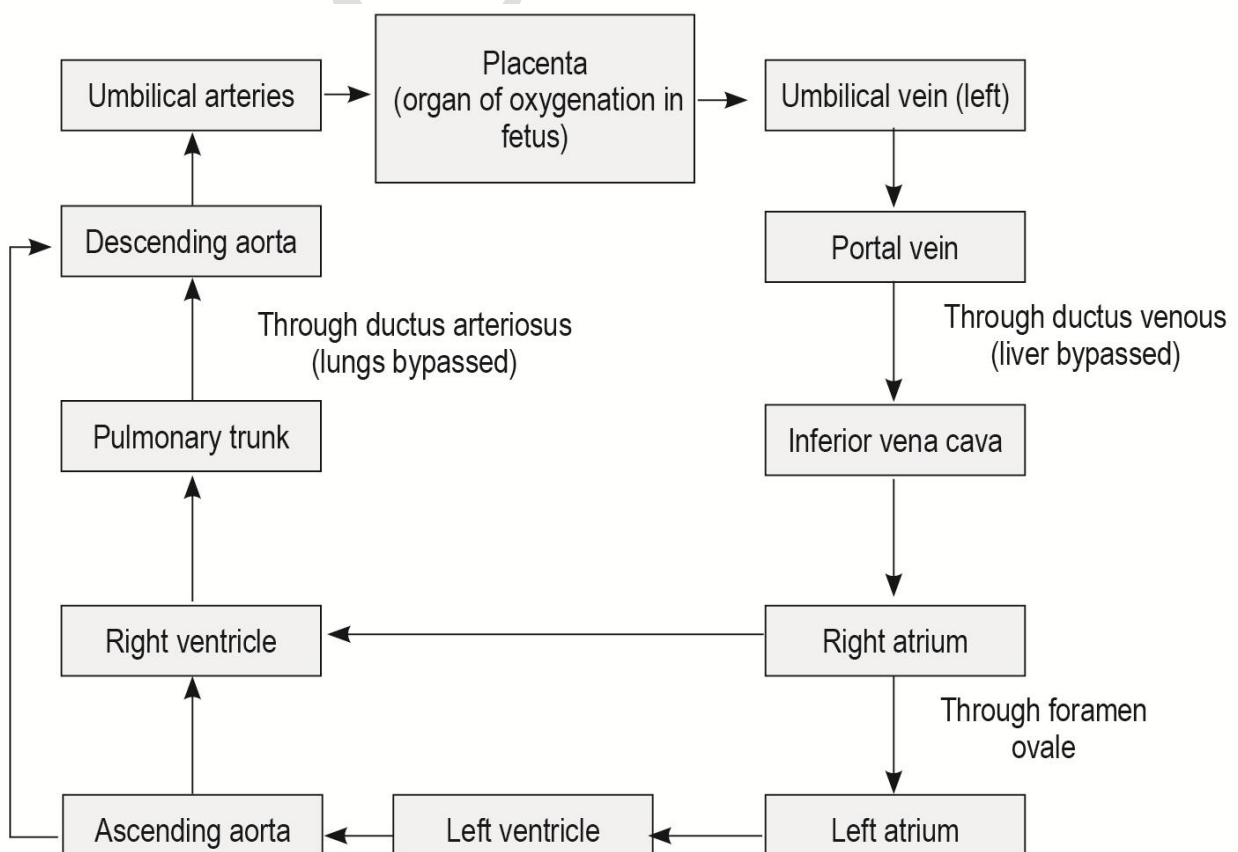 Umbilical arteries
Placenta
(organ of oxygenation in
fetus)
Umbilical vein (left)
Descending aorta
Portal vein
Through ductus arteriosus
(lungs bypassed)
Through ductus venous
(liver bypassed)
Pulmonary trunk
Inferior vena cava
Right ventricle
Right atrium
Through foramen
ovale
Ascending aorta
Left ventricle
Left atrium